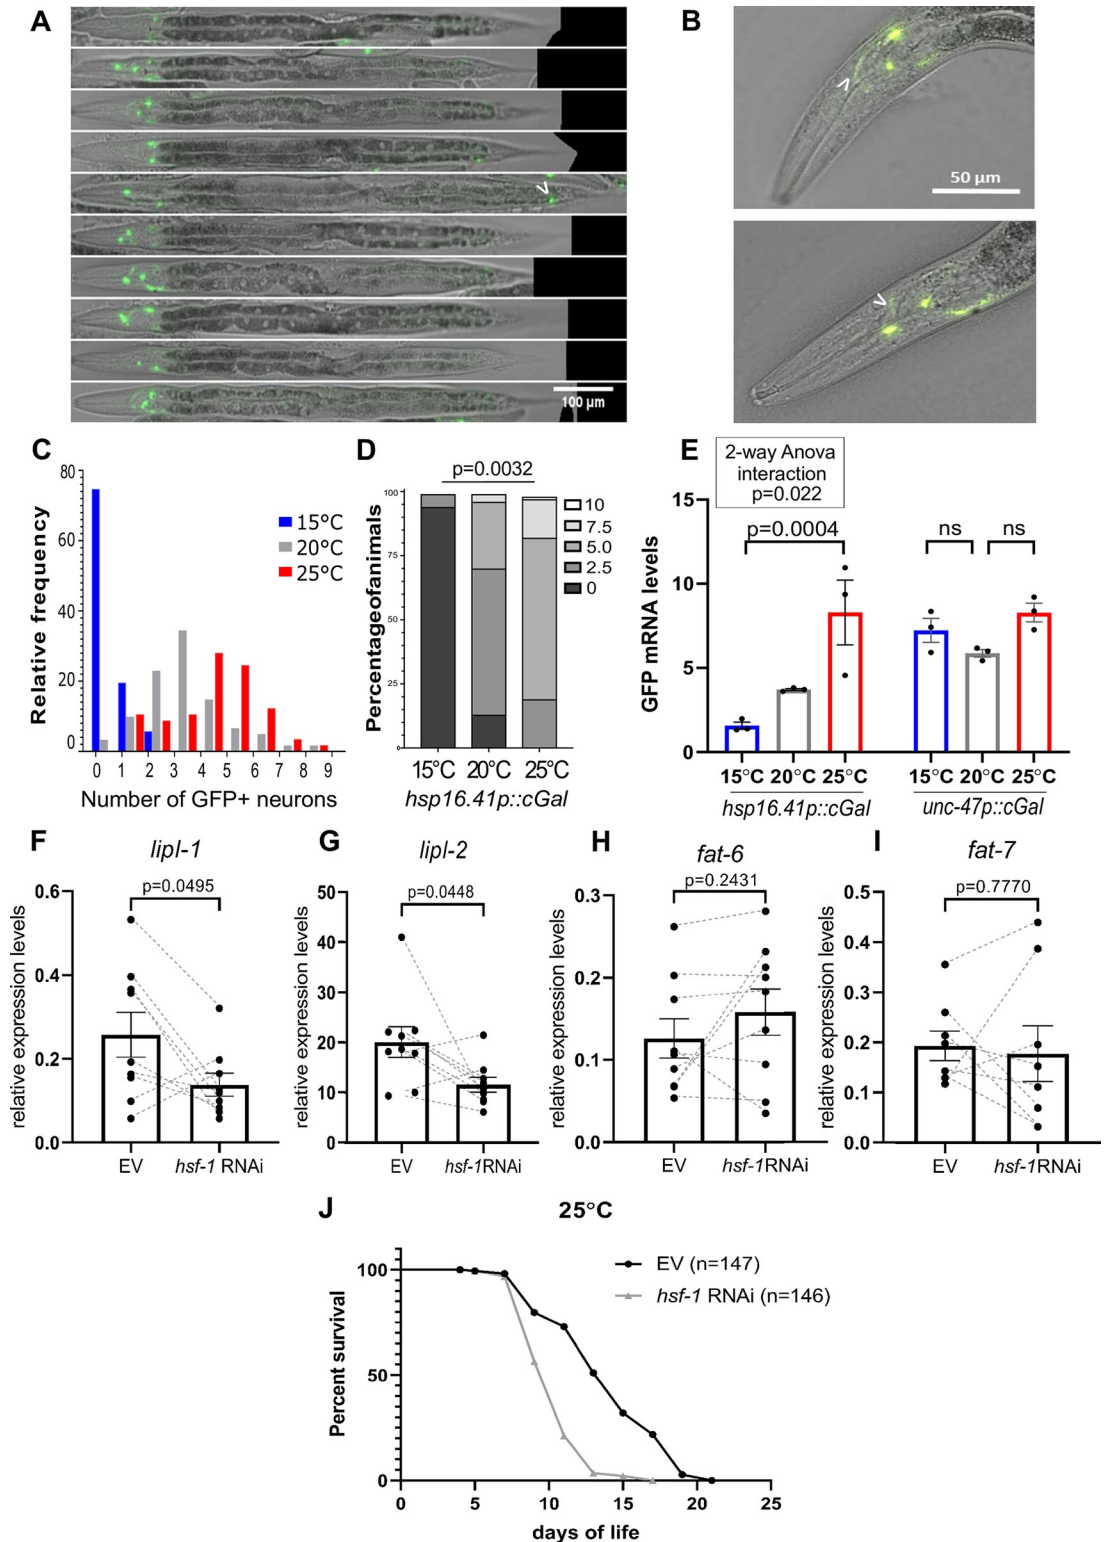 A
B
>
>
>
100 µm
50 µm
C
D
E
80
60
40
20
0
Relative frequency
15°C
20°C
25°C
0 1 2 3 4 5 6 7 8 9
Number of GFP+ neurons
p=0.0032
100
75
50
25
0
Percentageofanimals
10
7.5
5.0
2.5
0
15°C 20°C 25°C
hsp16.41p::cGal
2-way Anova
interaction
p=0.022
p=0.0004
ns
ns
15
10
5
0
GFP mRNA levels
15°C 20°C 25°C
15°C 20°C 25°C
hsp16.41p::cGal
unc-47p::cGal
F
lipl-1
p=0.0495
0.6
0.4
0.2
0.0
relative expression levels
EV
hsf-1 RNAi
G
lipl-2
p=0.0448
50
40
30
20
10
0
relative expression levels
EV
hsf-1RNAi
H
fat-6
p=0.2431
0.3
0.2
0.1
0.0
relative expression levels
EV
hsf-1RNAi
I
fat-7
p=0.7770
0.5
0.4
0.3
0.2
0.1
0.0
relative expression levels
EV
hsf-1RNAi
J
25°C
EV (n=147)
hsf-1 RNAi (n=146)
100
50
0
Percent survival
0 5 10 15 20 25
days of life